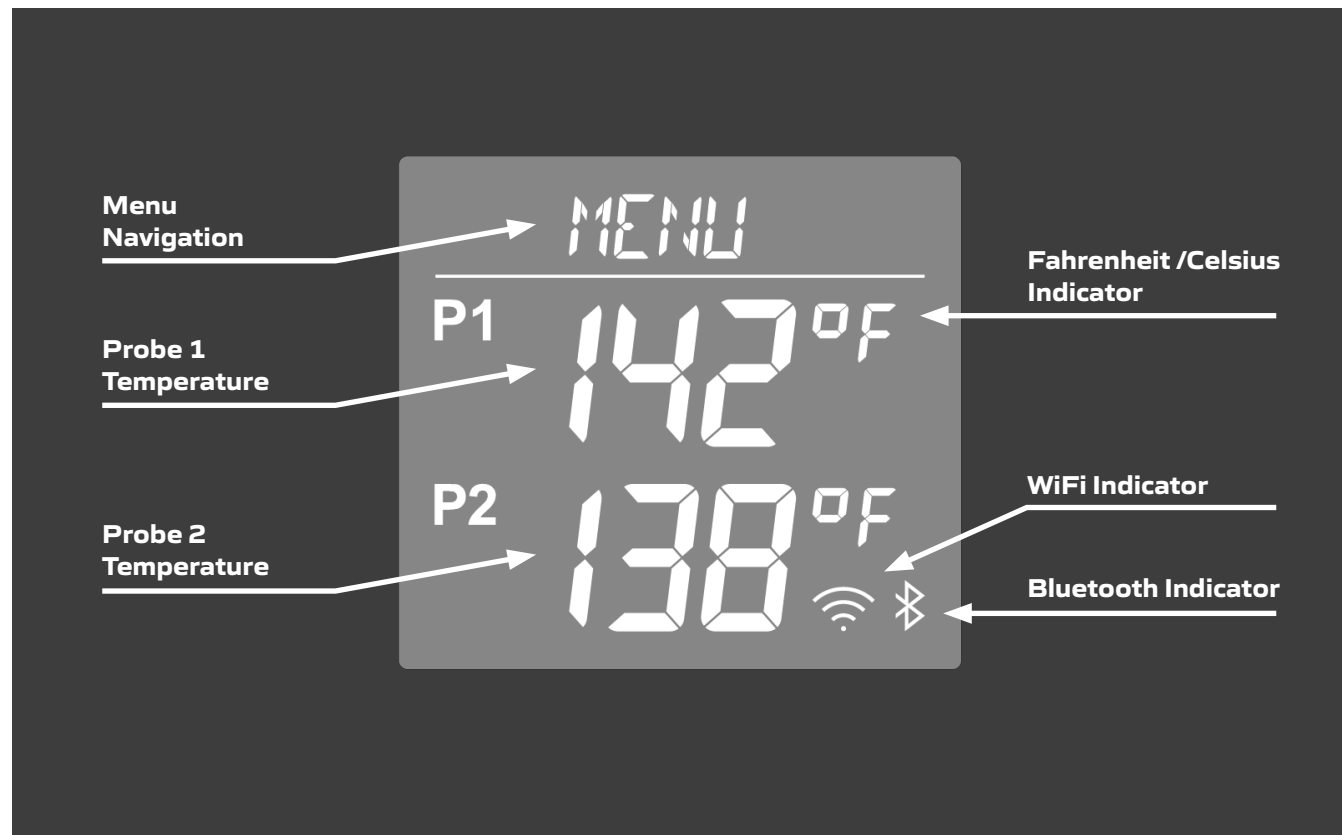 Menu
Navigation
MENU
Fahrenheit /Celsius
Indicator
P1
142°F
Probe 1
Temperature
P2
138°F
WiFi Indicator
Probe 2
Temperature
Bluetooth Indicator